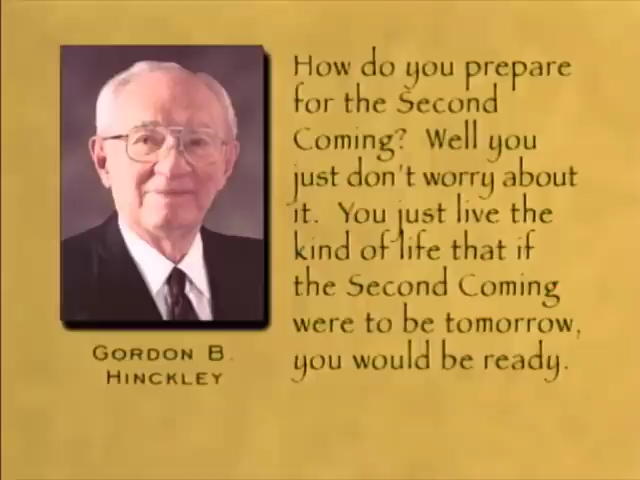 How do you prepare
for the Second
Coming? Well you
just don't worry about
it. You just live the
kind of life that if
the Second Coming
were to be tomorrow,
you would be ready.
GORDON B.
HINCKLEY